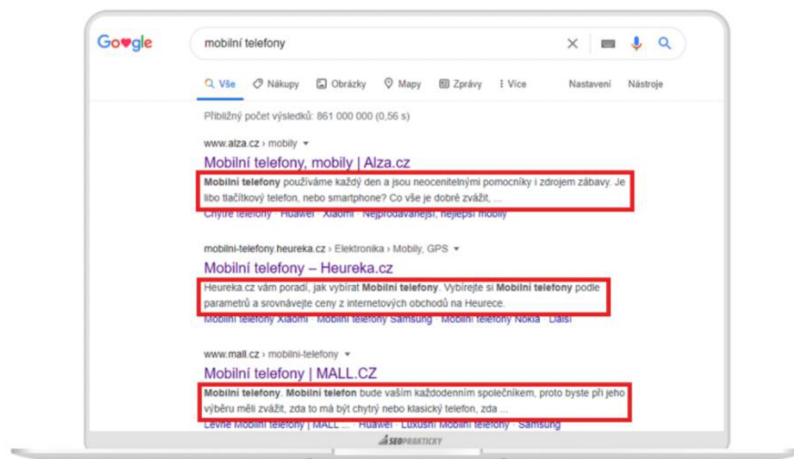 Google
mobilní telefony
Vše Nákupy Obrázky Mapy Zprávy Více Nastavení Nástroje
Přibližný počet výsledků: 861 000 000 (0,56 s)
www.alza.cz › mobily
Mobilní telefony, mobily | Alza.cz
Mobilní telefony používáme každý den a jsou neocenitelnými pomocníky i zdrojem zábavy. Je
libo tlačítkový telefon, nebo smartphone? Co vše je dobré zvážit, ...
Chytré telefony · Huawei · Xiaomi · Nejprodávanější, nejlepší mobily
mobilni-telefony.heureka.cz › Elektronika › Mobily, GPS
Mobilní telefony – Heureka.cz
Heureka.cz vám poradí, jak vybírat Mobilní telefony. Vybírejte si Mobilní telefony podle
parametrů a srovnávejte ceny z internetových obchodů na Heurece.
Mobilní telefony Xiaomi · Mobilní telefony Samsung · Mobilní telefony Nokia · Další
www.mall.cz › mobilni-telefony
Mobilní telefony | MALL.CZ
Mobilní telefony. Mobilní telefon bude vaším každodenním společníkem, proto byste při jeho
výběru měli zvážit, zda to má být chytrý nebo klasický telefon, zda ...
Levné Mobilní telefony | MALL ... · Huawei · Luxusní Mobilní telefony · Samsung
SEOPRAKTICKY